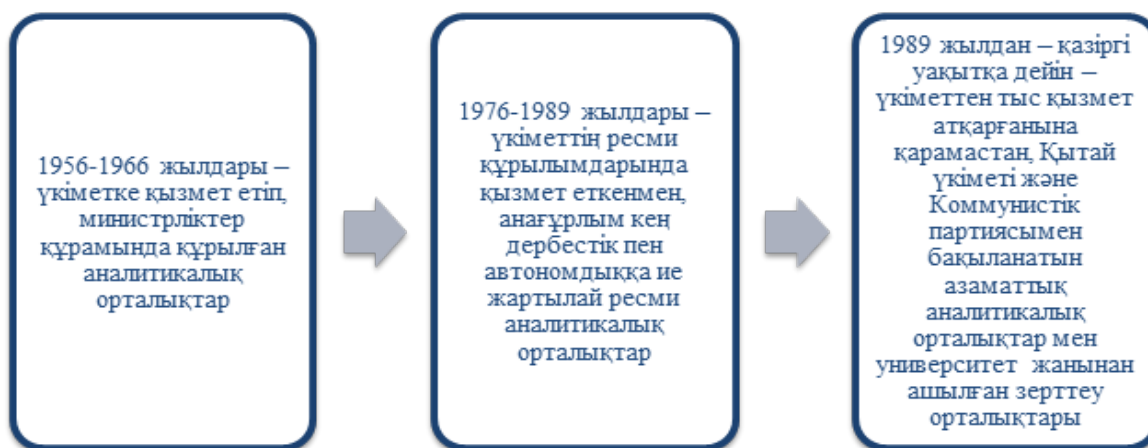 1956-1966 жылдары –
үкіметке қызмет етіп,
министрліктер
құрамында құрылған
аналитикалық
орталықтар
1976-1989 жылдары –
үкіметтің ресми
құрылымдарында
қызмет еткенмен,
анағұрлым кең
дербестік пен
автономдыққа ие
жартылай ресми
аналитикалық
орталықтар
1989 жылдан – қазіргі
уақытқа дейін –
үкіметтен тыс қызмет
атқарғанына
қарамастан, Қытай
үкіметі және
Коммунистік
партиясымен
бақыланатын
азаматтық
аналитикалық
орталықтар мен
университет жанынан
ашылған зерттеу
орталықтары